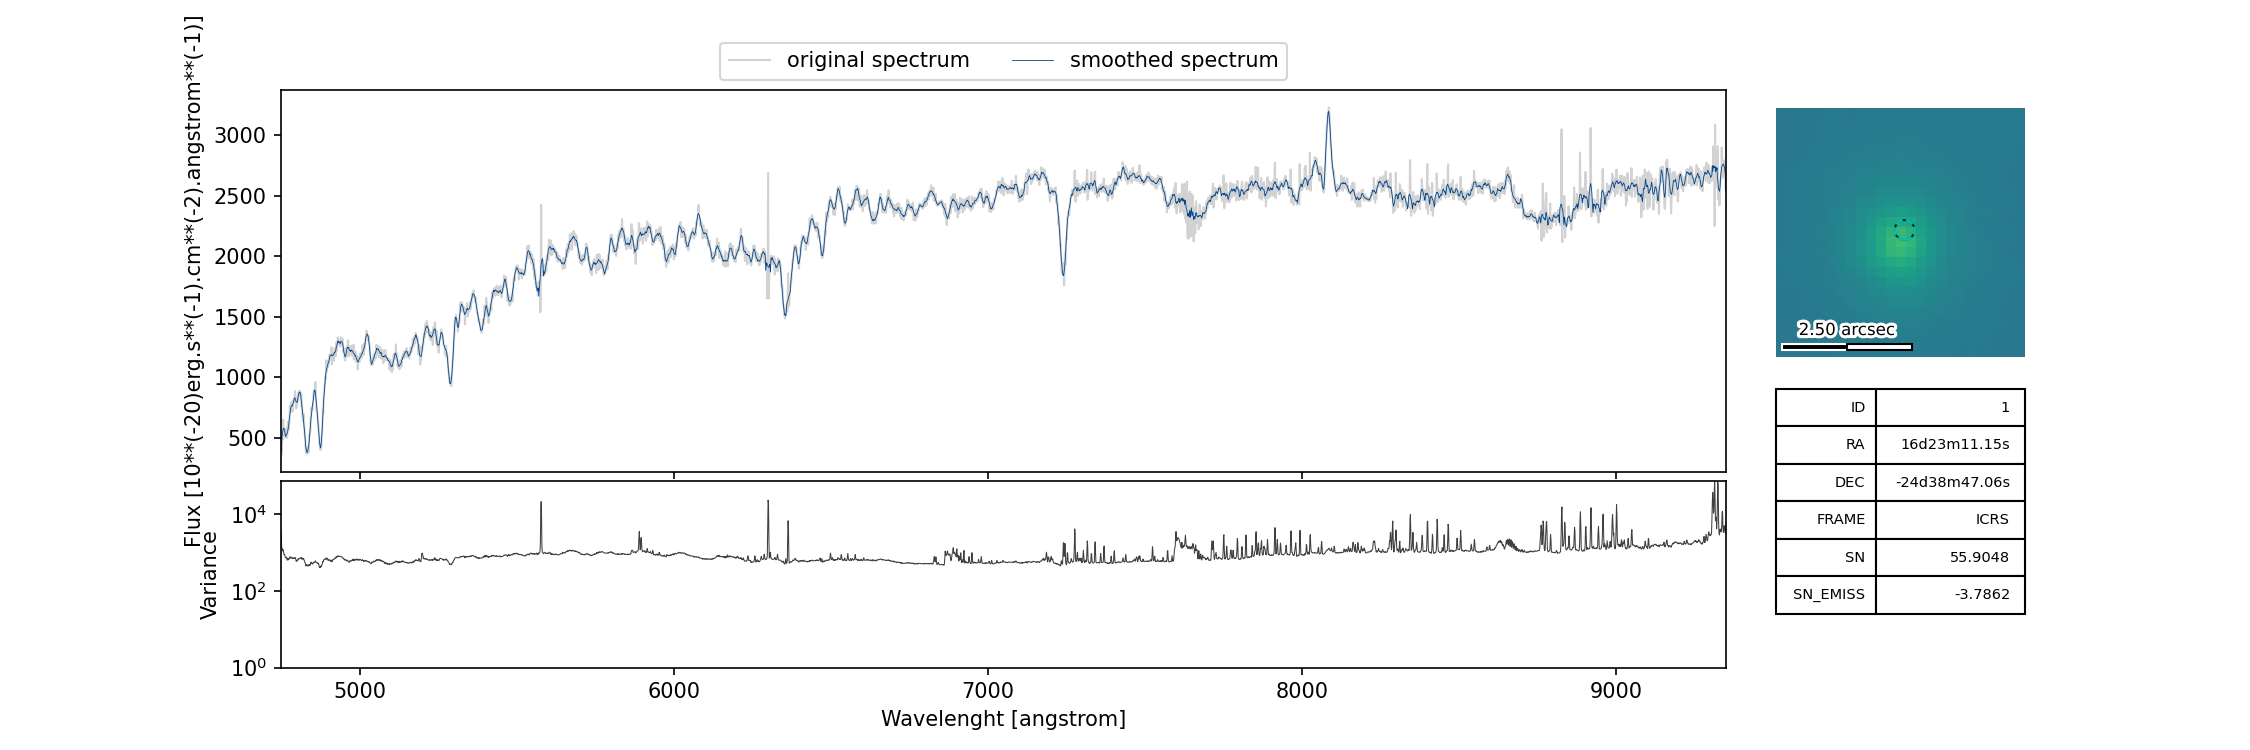 original spectrum smoothed spectrum
Flux [10**(-20)erg.s**(-1).cm**(-2).angstrom**(-1)]
3000
2500
2000
1500
1000
500
Variance
10⁴
10²
10⁰
5000 6000 7000 8000 9000
Wavelenght [angstrom]
2.50 arcsec
ID 1
RA 16d23m11.15s
DEC -24d38m47.06s
FRAME ICRS
SN 55.9048
SN_EMISS -3.7862